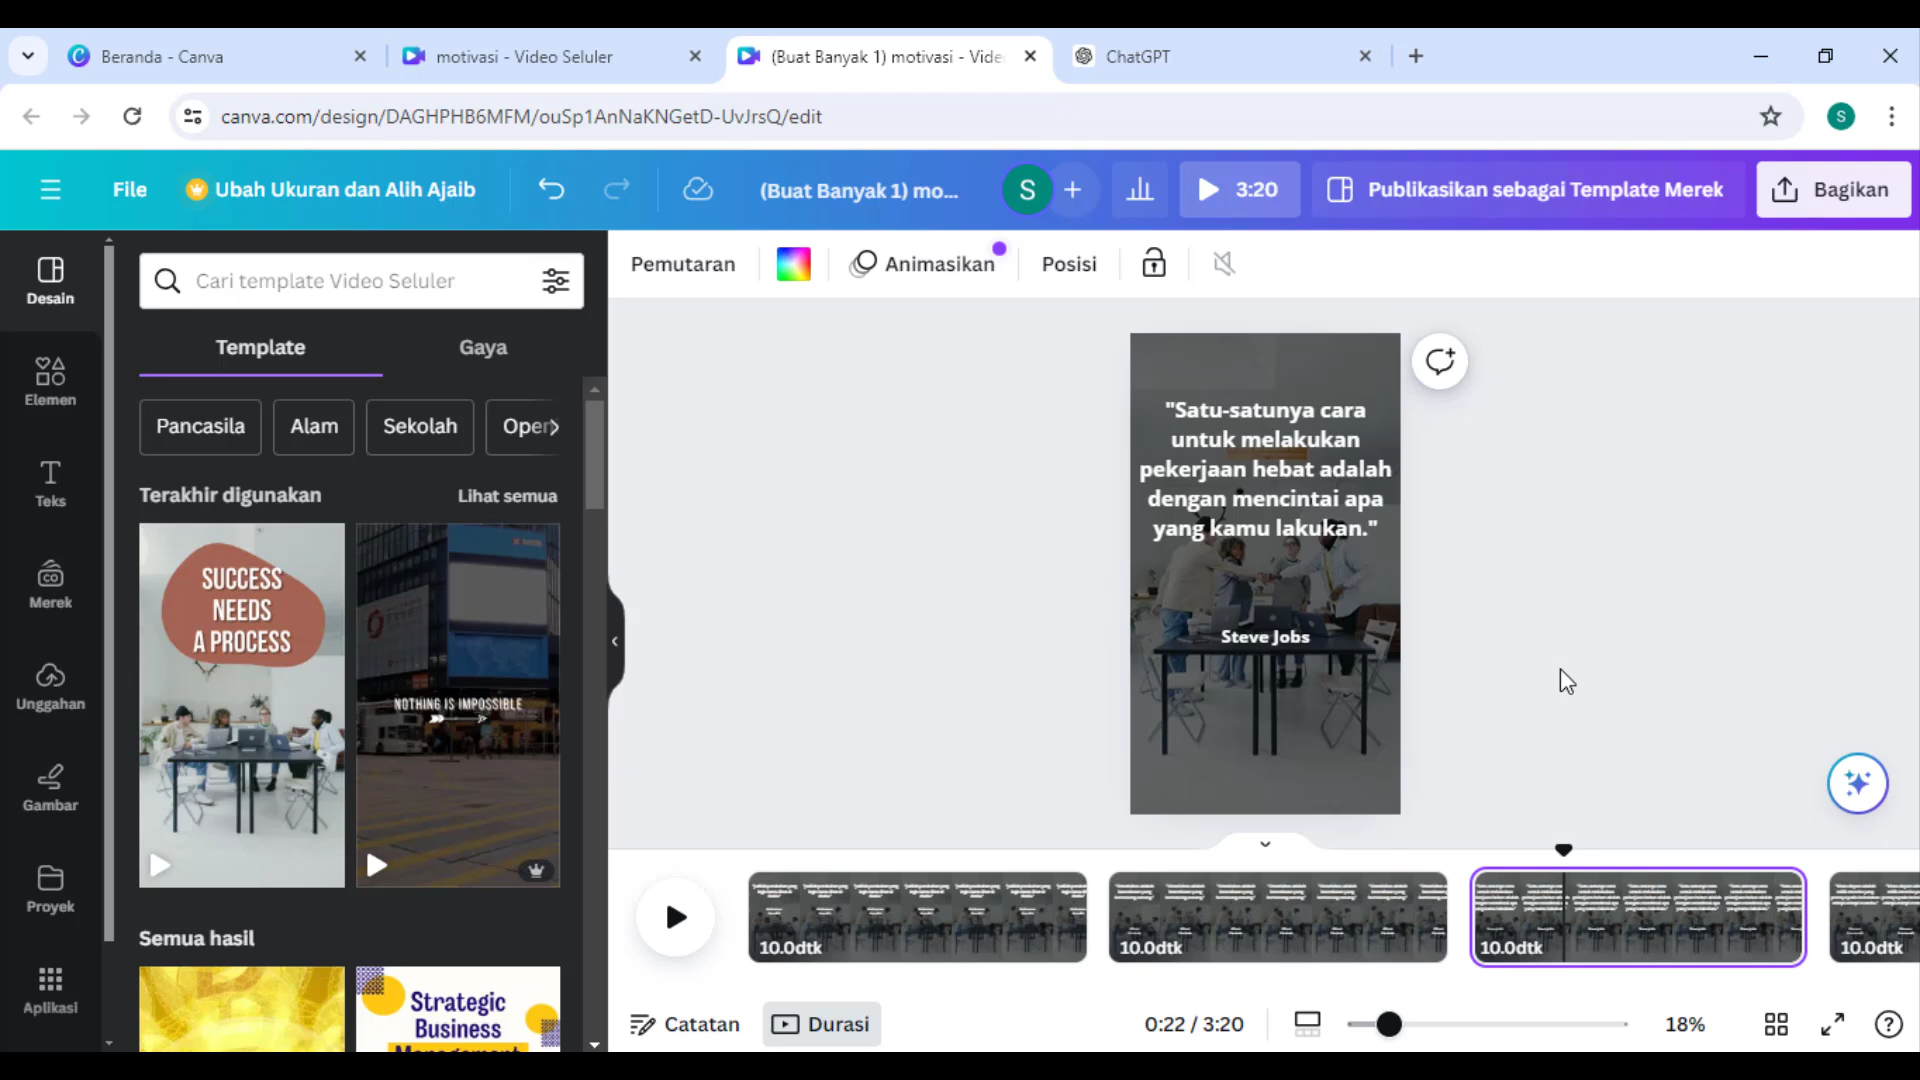 Beranda - Canva
motivasi - Video Seluler
(Buat Banyak 1) motivasi - Vide
ChatGPT
canva.com/design/DAGHPHB6MFM/ouSp1AnNaKNGetD-UvJrsQ/edit
S
File
Ubah Ukuran dan Alih Ajaib
(Buat Banyak 1) mo...
S
3:20
Publikasikan sebagai Template Merek
Bagikan
Desain
Elemen
Teks
Merek
Unggahan
Gambar
Proyek
Aplikasi
Cari template Video Seluler
Template
Gaya
Pancasila
Alam
Sekolah
Oper
Terakhir digunakan
Lihat semua
SUCCESS
NEEDS
A PROCESS
NOTHING IS IMPOSSIBLE
Semua hasil
Strategic
Business
Management
Pemutaran
Animasikan
Posisi
"Satu-satunya cara
untuk melakukan
pekerjaan hebat adalah
dengan mencintai apa
yang kamu lakukan."
Steve Jobs
10.0dtk
10.0dtk
10.0dtk
10.0dtk
Catatan
Durasi
0:22 / 3:20
18%